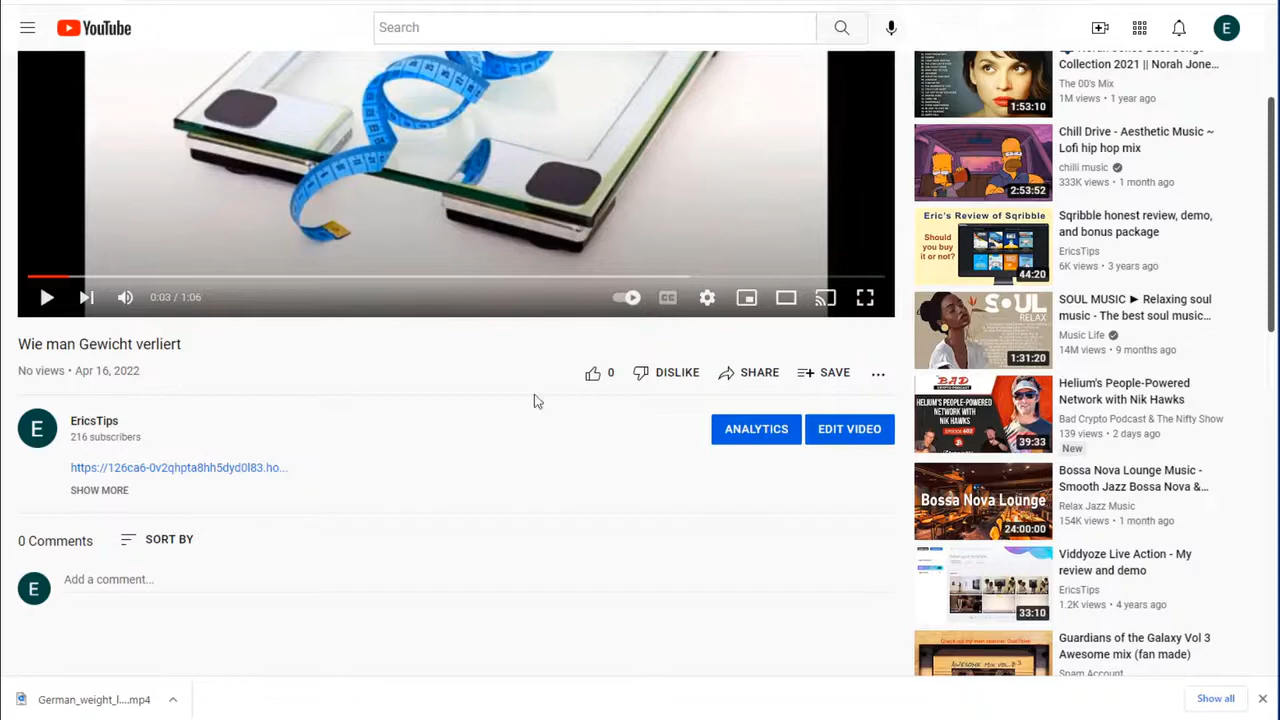 YouTube
Search
E
0:03 / 1:06
CC
Wie man Gewicht verliert
No views • Apr 16, 2022
0
DISLIKE
SHARE
SAVE
E
EricsTips
216 subscribers
ANALYTICS
EDIT VIDEO
https://126ca6-0v2qhpta8hh5dyd0l83.ho...
SHOW MORE
0 Comments
SORT BY
E
Add a comment...
Collection 2021 || Norah Jone...
The 00's Mix
1M views • 1 year ago
1:53:10
Chill Drive - Aesthetic Music ~
Lofi hip hop mix
chilli music
333K views • 1 month ago
2:53:52
Eric's Review of Sqribble
Should
you buy
it or not?
44:20
Sqribble honest review, demo,
and bonus package
EricsTips
6K views • 3 years ago
SOUL
RELAX
1:31:20
SOUL MUSIC ► Relaxing soul
music - The best soul music...
Music Life
14M views • 9 months ago
BAD
HELIUM'S PEOPLE-POWERED
NETWORK WITH
NIK HAWKS
EPISODE 602
39:33
Helium's People-Powered
Network with Nik Hawks
Bad Crypto Podcast & The Nifty Show
139 views • 2 days ago
New
Bossa Nova Lounge
24:00:00
Bossa Nova Lounge Music -
Smooth Jazz Bossa Nova &...
Relax Jazz Music
154K views • 1 month ago
33:10
Viddyoze Live Action - My
review and demo
EricsTips
1.2K views • 4 years ago
Guardians of the Galaxy Vol 3
Awesome mix (fan made)
Spam Account
German_weight_l....mp4
Show all